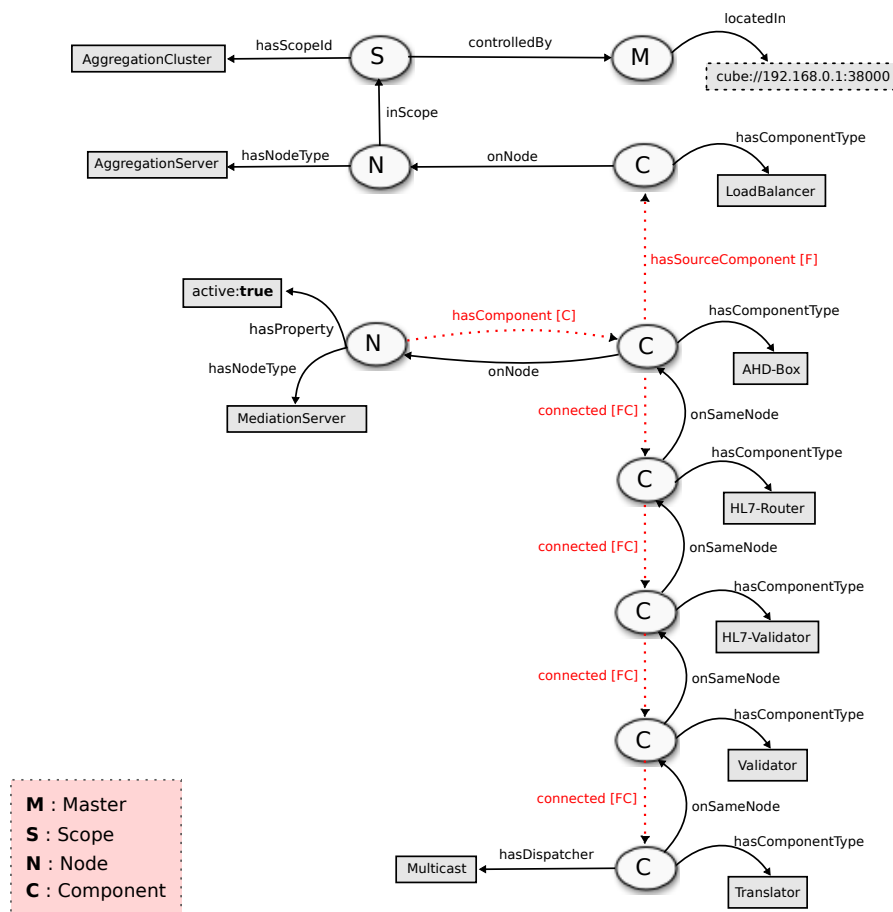 locatedIn
hasScopeId
controlledBy
AggregationCluster
S
M
cube://192.168.0.1:38000
inScope
hasComponentType
hasNodeType
onNode
AggregationServer
N
C
LoadBalancer
hasSourceComponent [F]
active:true
hasComponent [C]
hasComponentType
hasProperty
N
C
hasNodeType
onNode
AHD-Box
MediationServer
connected [FC]
onSameNode
hasComponentType
C
HL7-Router
connected [FC]
onSameNode
hasComponentType
C
HL7-Validator
connected [FC]
onSameNode
hasComponentType
C
Validator
connected [FC]
onSameNode
hasComponentType
Multicast
hasDispatcher
C
Translator
M : Master
S : Scope
N : Node
C : Component